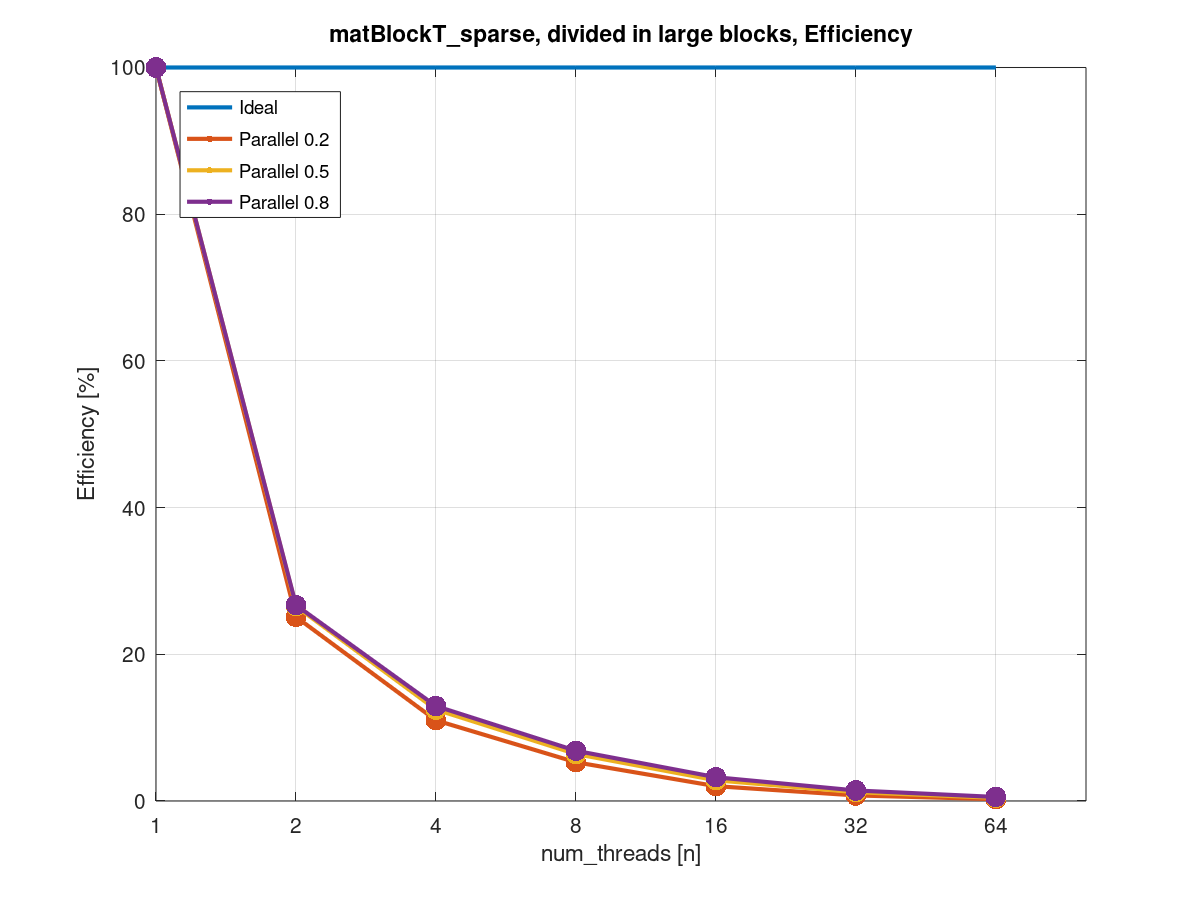 matBlockT_sparse, divided in large blocks, Efficiency
100
80
60
40
20
0
Efficiency [%]
Ideal
Parallel 0.2
Parallel 0.5
Parallel 0.8
1 2 4 8 16 32 64
num_threads [n]